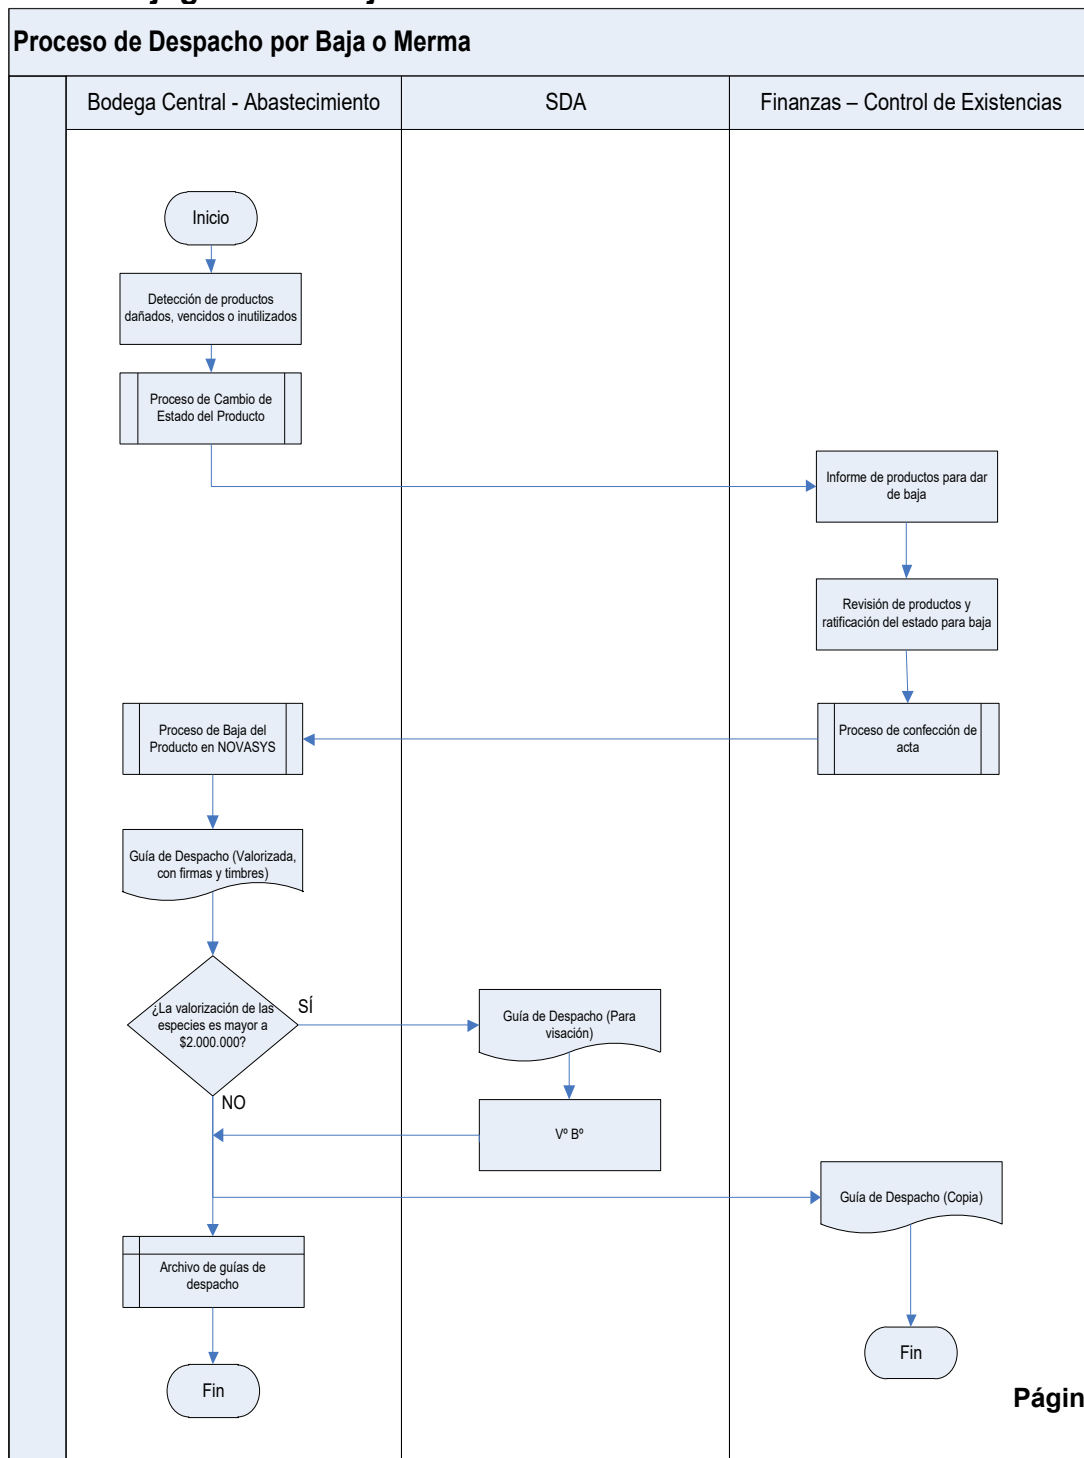 Proceso de Despacho por Baja o Merma
Bodega Central - Abastecimiento
SDA
Finanzas – Control de Existencias
Inicio
Detección de productos
dañados, vencidos o inutilizados
Proceso de Cambio de
Estado del Producto
Informe de productos para dar
de baja
Revisión de productos y
ratificación del estado para baja
Proceso de confección de
acta
Proceso de Baja del
Producto en NOVASYS
Guía de Despacho (Valorizada,
con firmas y timbres)
¿La valorización de las
especies es mayor a
$2.000.000?
SÍ
NO
Guía de Despacho (Para
visación)
Vº Bº
Guía de Despacho (Copia)
Archivo de guías de
despacho
Fin
Fin
Págin